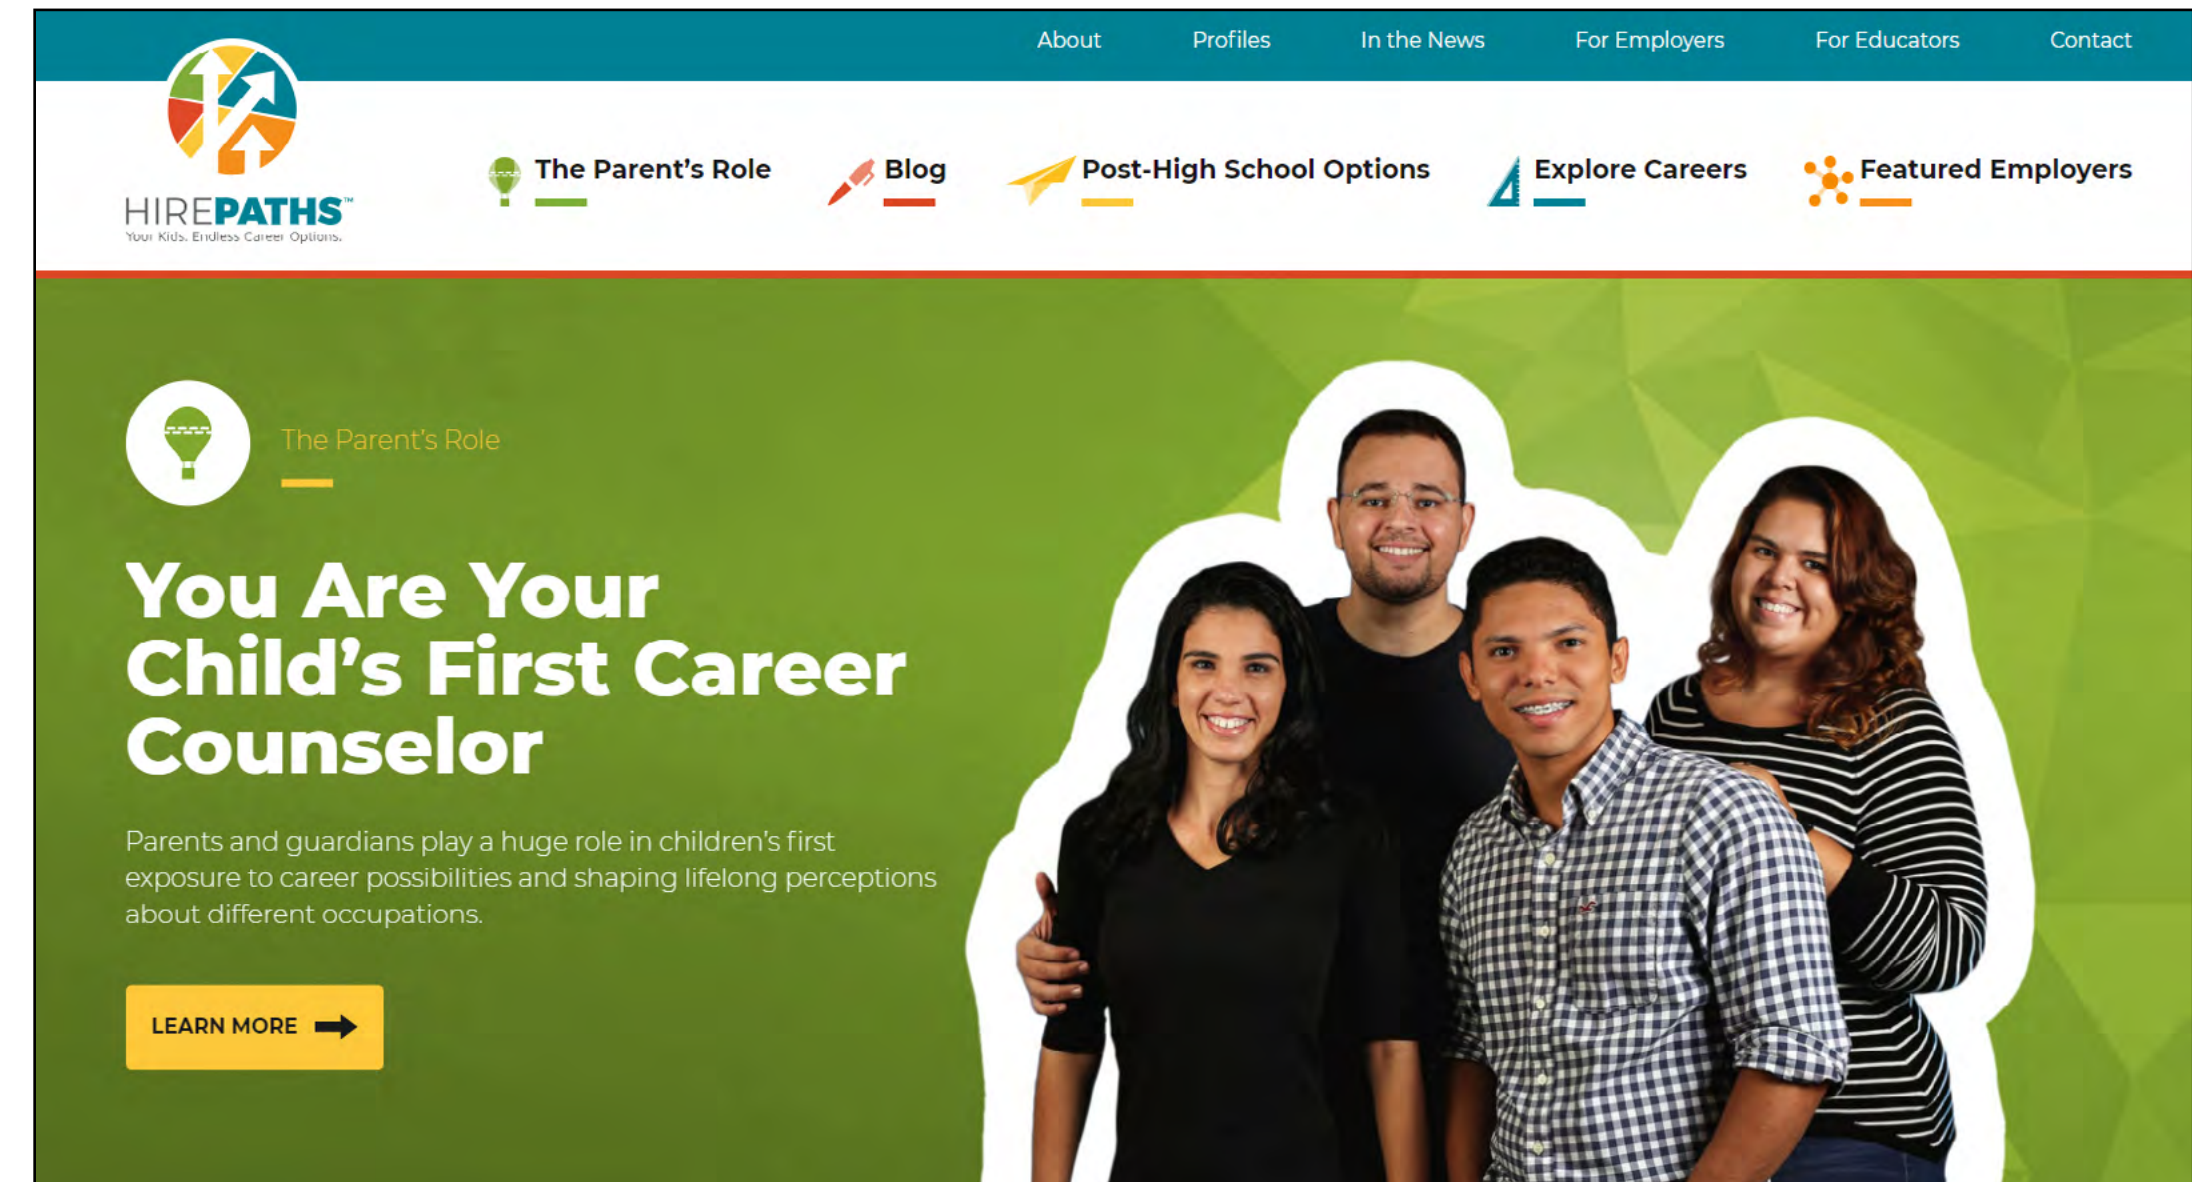 About Profiles In the News For Employers For Educators Contact
HIREPATHS™
Your Kids. Endless Career Options.
The Parent's Role Blog Post-High School Options Explore Careers Featured Employers
The Parent's Role
You Are Your
Child's First Career
Counselor
Parents and guardians play a huge role in children's first
exposure to career possibilities and shaping lifelong perceptions
about different occupations.
LEARN MORE